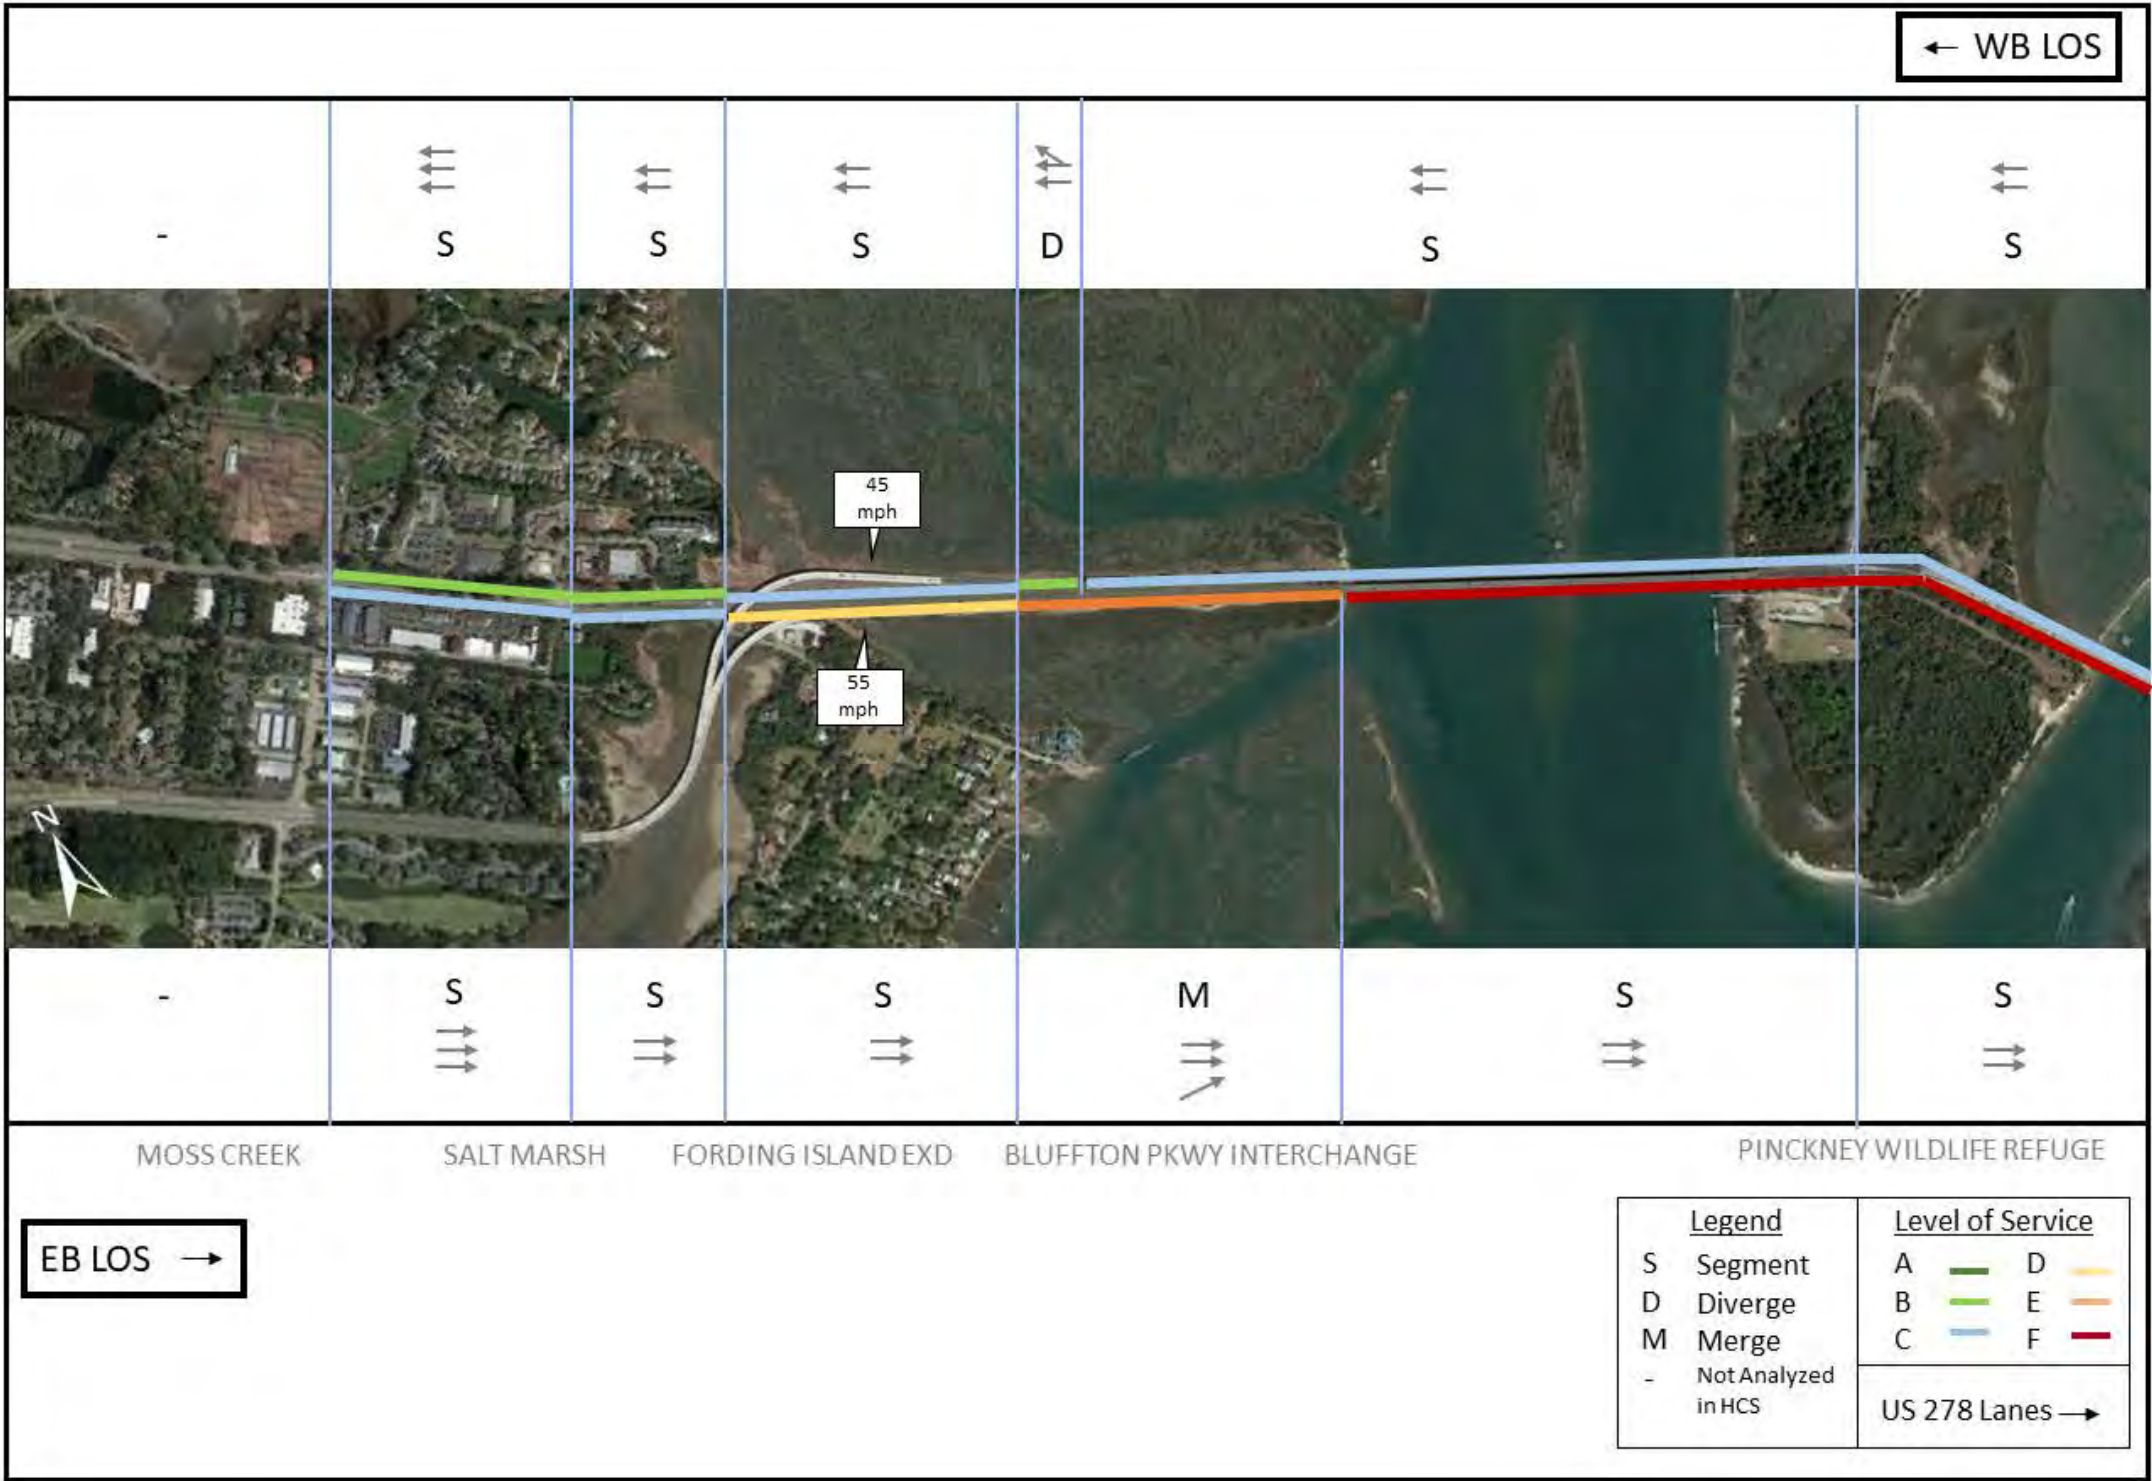 ← WB LOS
- S S S D S S
45
mph
55
mph
N
- S S S M S S
MOSS CREEK SALT MARSH FORDING ISLAND EXD BLUFFTON PKWY INTERCHANGE PINCKNEY WILDLIFE REFUGE
EB LOS →
Legend
S Segment
D Diverge
M Merge
- Not Analyzed
in HCS
Level of Service
A D
B E
C F
US 278 Lanes →